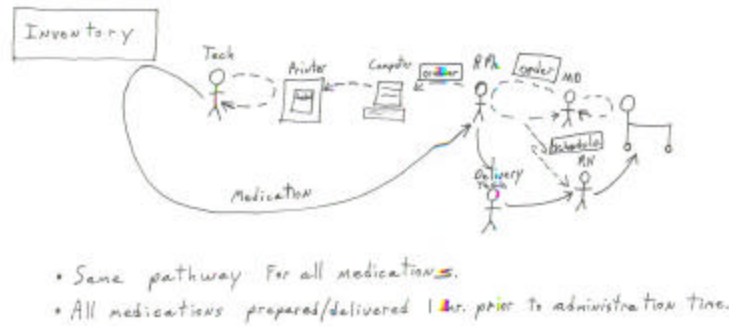 Inventory
Tech
Printer
Computer
order
RPh
order
MD
schedule
RN
Delivery
Tech
Medication
• Same pathway For all medications.
• All medications prepared/delivered 1 hr. prior to administration time.